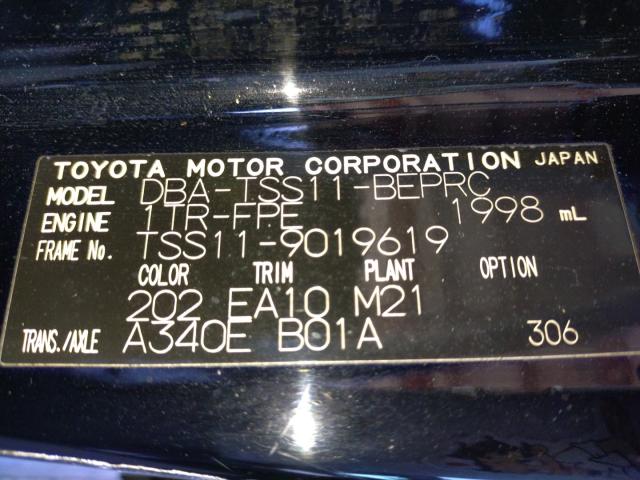 TOYOTA MOTOR CORPORATION JAPAN
MODEL DBA-TSS11-BEPRC
ENGINE 1TR-FPE 1998 mL
FRAME No. TSS11-9019619
COLOR TRIM PLANT OPTION
202 EA10 M21
TRANS./AXLE A340E B01A 306